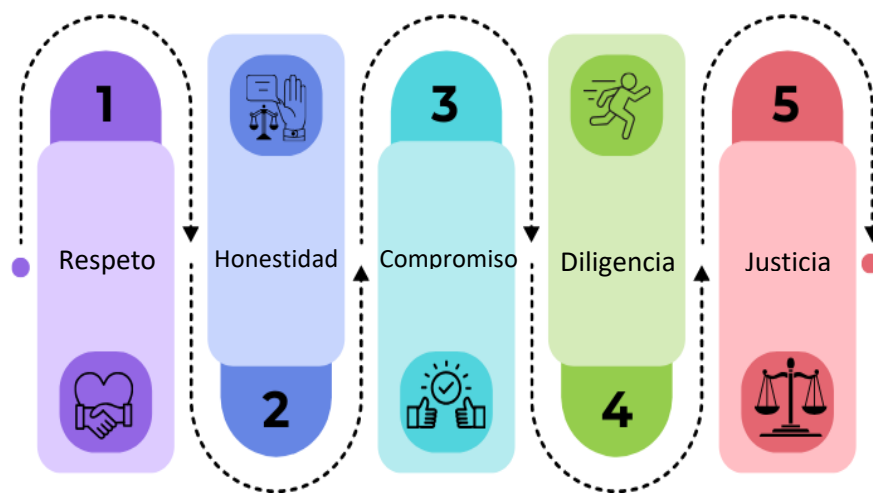 1
Respeto
Honestidad
2
3
Compromiso
Diligencia
4
5
Justicia